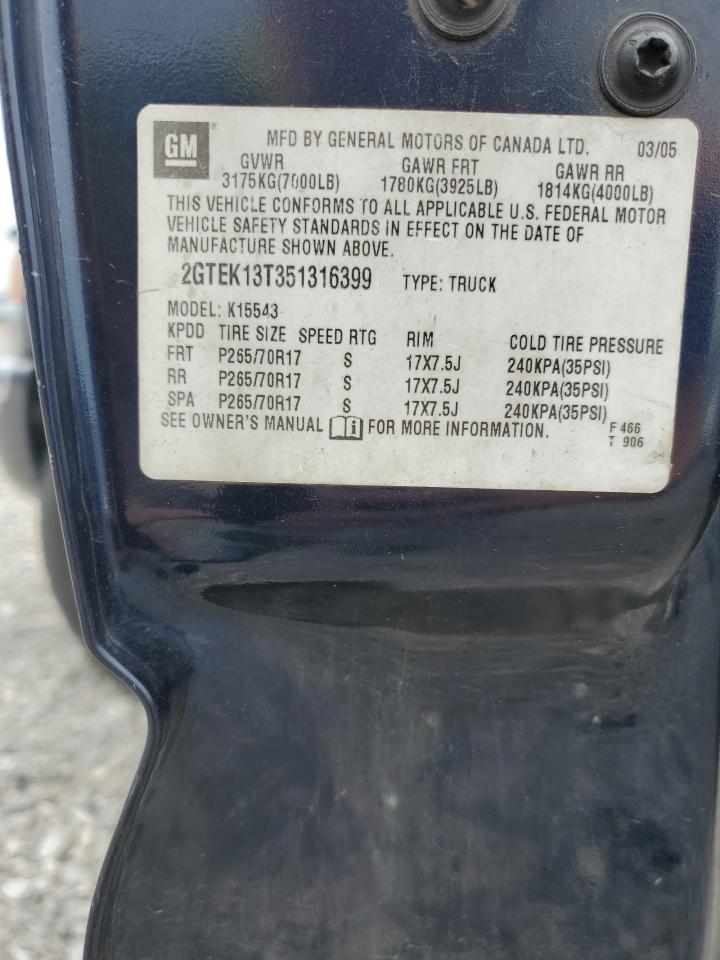 GM ® MFD BY GENERAL MOTORS OF CANADA LTD. 03/05
GVWR GAWR FRT GAWR RR
3175KG(7000LB) 1780KG(3925LB) 1814KG(4000LB)
THIS VEHICLE CONFORMS TO ALL APPLICABLE U.S. FEDERAL MOTOR
VEHICLE SAFETY STANDARDS IN EFFECT ON THE DATE OF
MANUFACTURE SHOWN ABOVE.
2GTEK13T351316399 TYPE: TRUCK
MODEL: K15543
KPDD TIRE SIZE SPEED RTG RIM COLD TIRE PRESSURE
FRT P265/70R17 S 17X7.5J 240KPA(35PSI)
RR P265/70R17 S 17X7.5J 240KPA(35PSI)
SPA P265/70R17 S 17X7.5J 240KPA(35PSI)
SEE OWNER'S MANUAL i FOR MORE INFORMATION. F 466
T 906